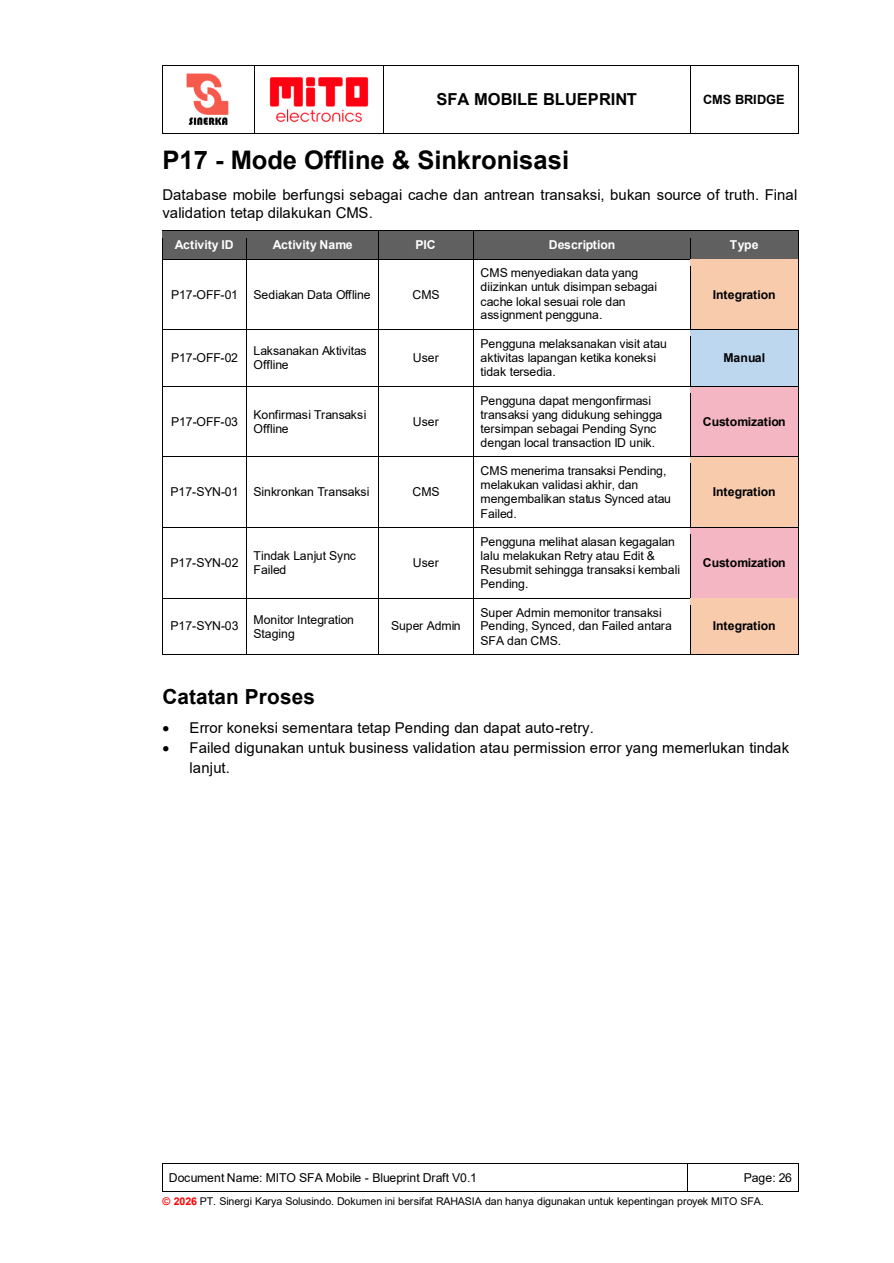 SINERKA
MiTO
electronics
SFA MOBILE BLUEPRINT
CMS BRIDGE
P17 - Mode Offline & Sinkronisasi
Database mobile berfungsi sebagai cache dan antrean transaksi, bukan source of truth. Final
validation tetap dilakukan CMS.
Activity ID Activity Name PIC Description Type
P17-OFF-01 Sediakan Data Offline CMS
CMS menyediakan data yang
diizinkan untuk disimpan sebagai
cache lokal sesuai role dan
assignment pengguna.
Integration
P17-OFF-02
Laksanakan Aktivitas
Offline
User
Pengguna melaksanakan visit atau
aktivitas lapangan ketika koneksi
tidak tersedia.
Manual
P17-OFF-03
Konfirmasi Transaksi
Offline
User
Pengguna dapat mengonfirmasi
transaksi yang didukung sehingga
tersimpan sebagai Pending Sync
dengan local transaction ID unik.
Customization
P17-SYN-01 Sinkronkan Transaksi CMS
CMS menerima transaksi Pending,
melakukan validasi akhir, dan
mengembalikan status Synced atau
Failed.
Integration
P17-SYN-02
Tindak Lanjut Sync
Failed
User
Pengguna melihat alasan kegagalan
lalu melakukan Retry atau Edit &
Resubmit sehingga transaksi kembali
Pending.
Customization
P17-SYN-03
Monitor Integration
Staging
Super Admin
Super Admin memonitor transaksi
Pending, Synced, dan Failed antara
SFA dan CMS.
Integration
Catatan Proses
• Error koneksi sementara tetap Pending dan dapat auto-retry.
• Failed digunakan untuk business validation atau permission error yang memerlukan tindak
lanjut.
Document Name: MITO SFA Mobile - Blueprint Draft V0.1
Page: 26
© 2026 PT. Sinergi Karya Solusindo. Dokumen ini bersifat RAHASIA dan hanya digunakan untuk kepentingan proyek MITO SFA.